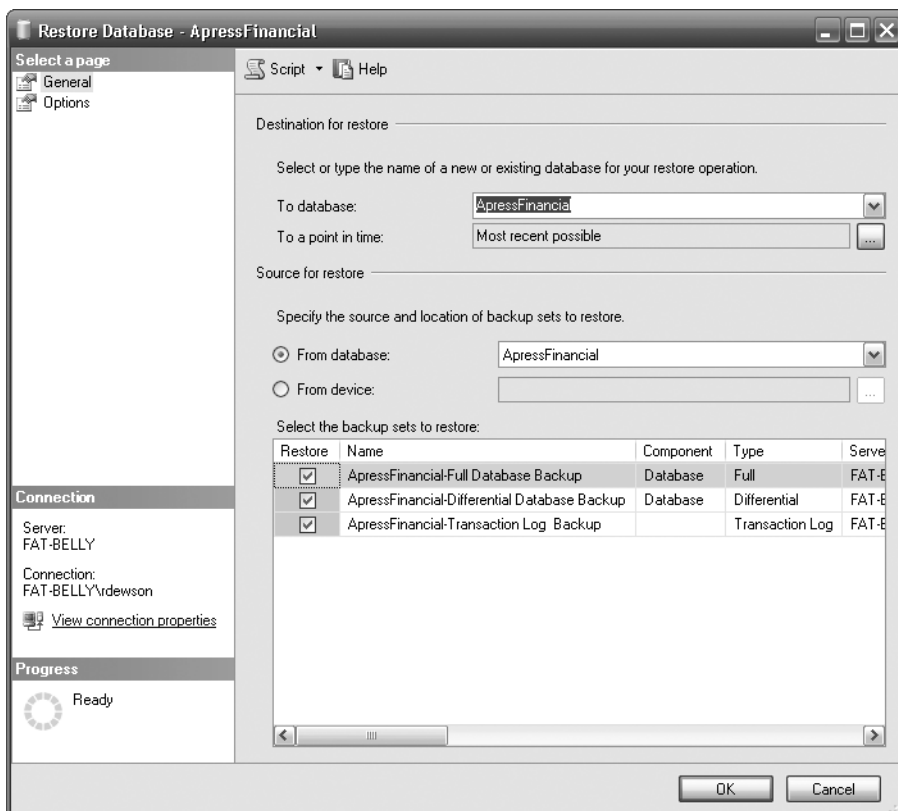 Restore Database - ApressFinancial
Select a page
General
Options
Script
Help
Destination for restore
Select or type the name of a new or existing database for your restore operation.
To database:
ApressFinancial
To a point in time:
Most recent possible
...
Source for restore
Specify the source and location of backup sets to restore.
From database:
ApressFinancial
From device:
...
Select the backup sets to restore:
Restore Name Component Type Serve
ApressFinancial-Full Database Backup Database Full FAT-B
ApressFinancial-Differential Database Backup Database Differential FAT-B
ApressFinancial-Transaction Log Backup Transaction Log FAT-B
Connection
Server:
FAT-BELLY
Connection:
FAT-BELLY\rdewson
View connection properties
Progress
Ready
OK Cancel